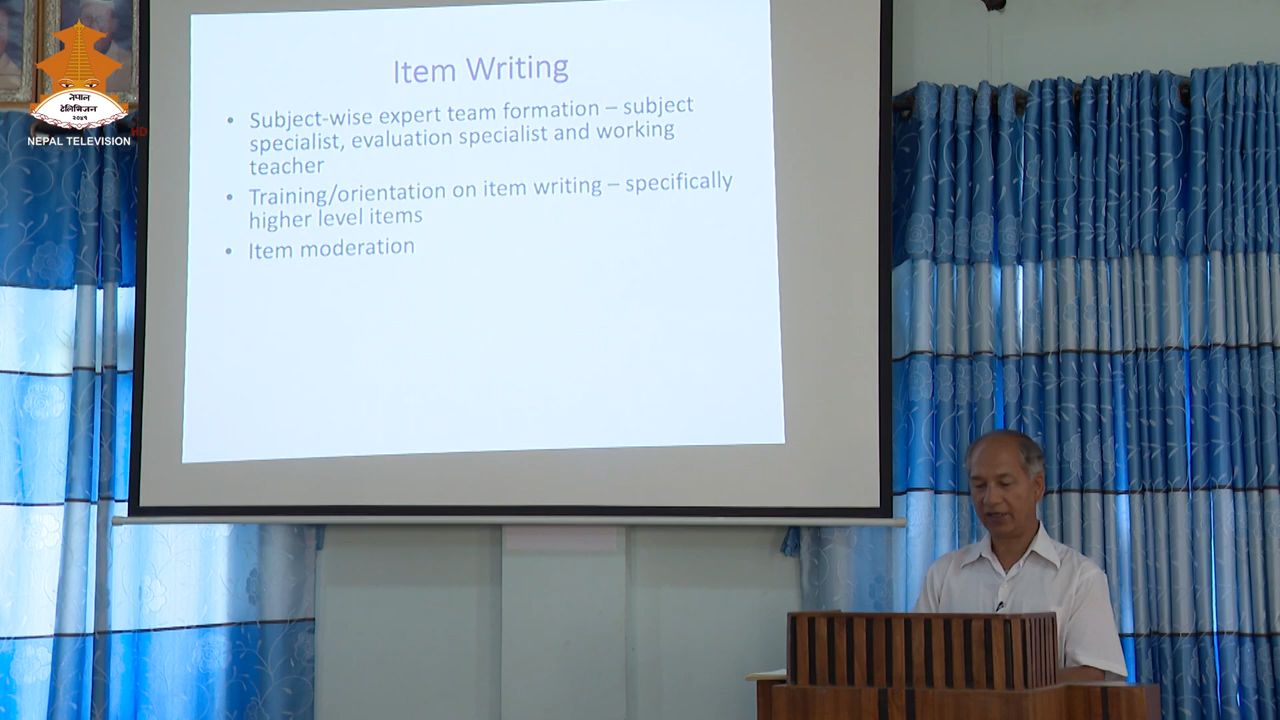 नेपाल
टेलिभिजन
२०४१
HD
NEPAL TELEVISION
Item Writing
• Subject-wise expert team formation – subject
specialist, evaluation specialist and working
teacher
• Training/orientation on item writing – specifically
higher level items
• Item moderation